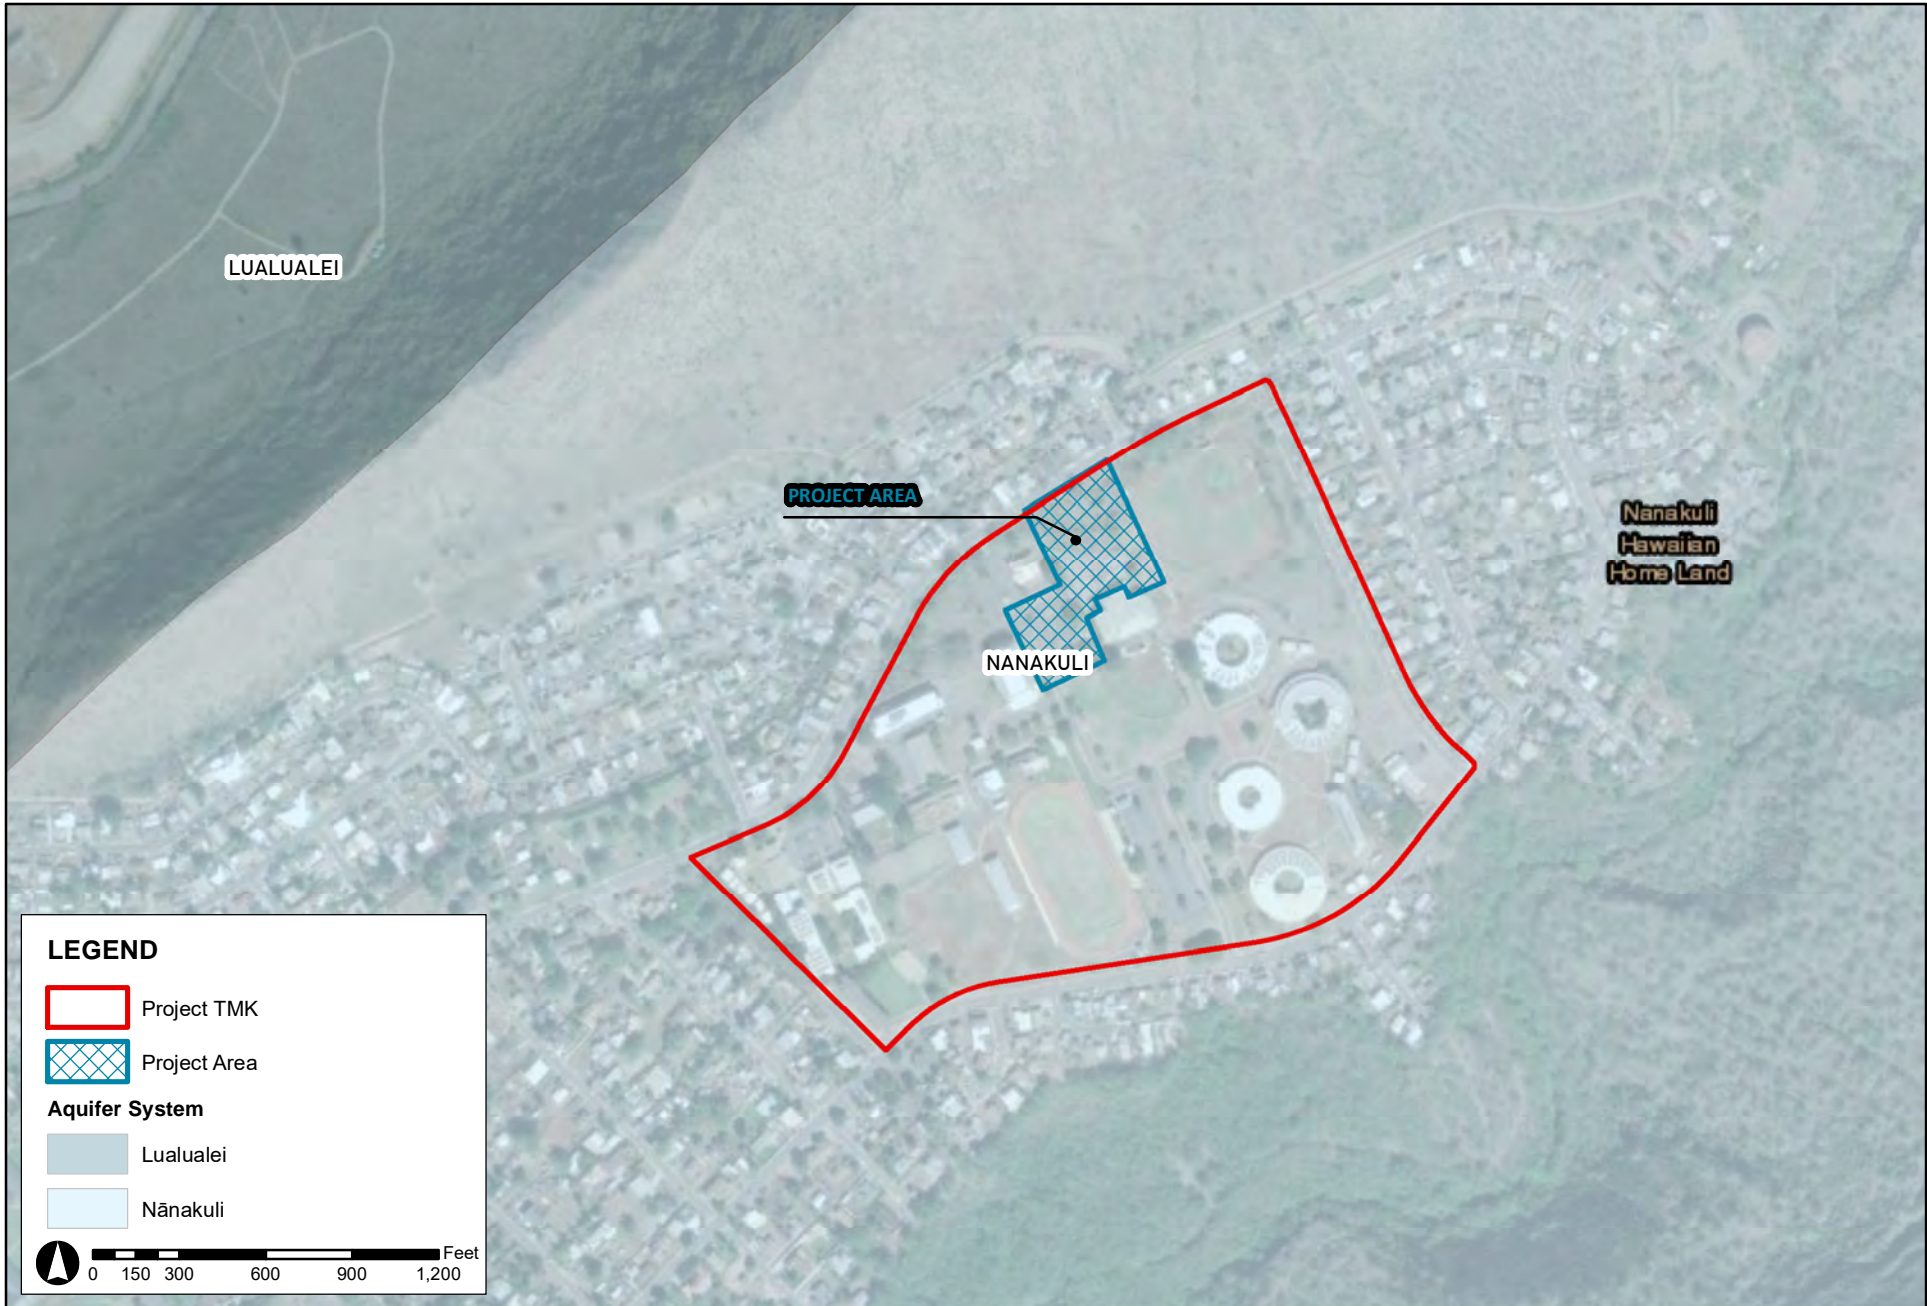 LUALUALEI
PROJECT AREA
Nanakuli
Hawaiian
Home Land
NANAKULI
LEGEND
Project TMK
Project Area
Aquifer System
Lualualei
Nānakuli
Feet
0 150 300 600 900 1,200